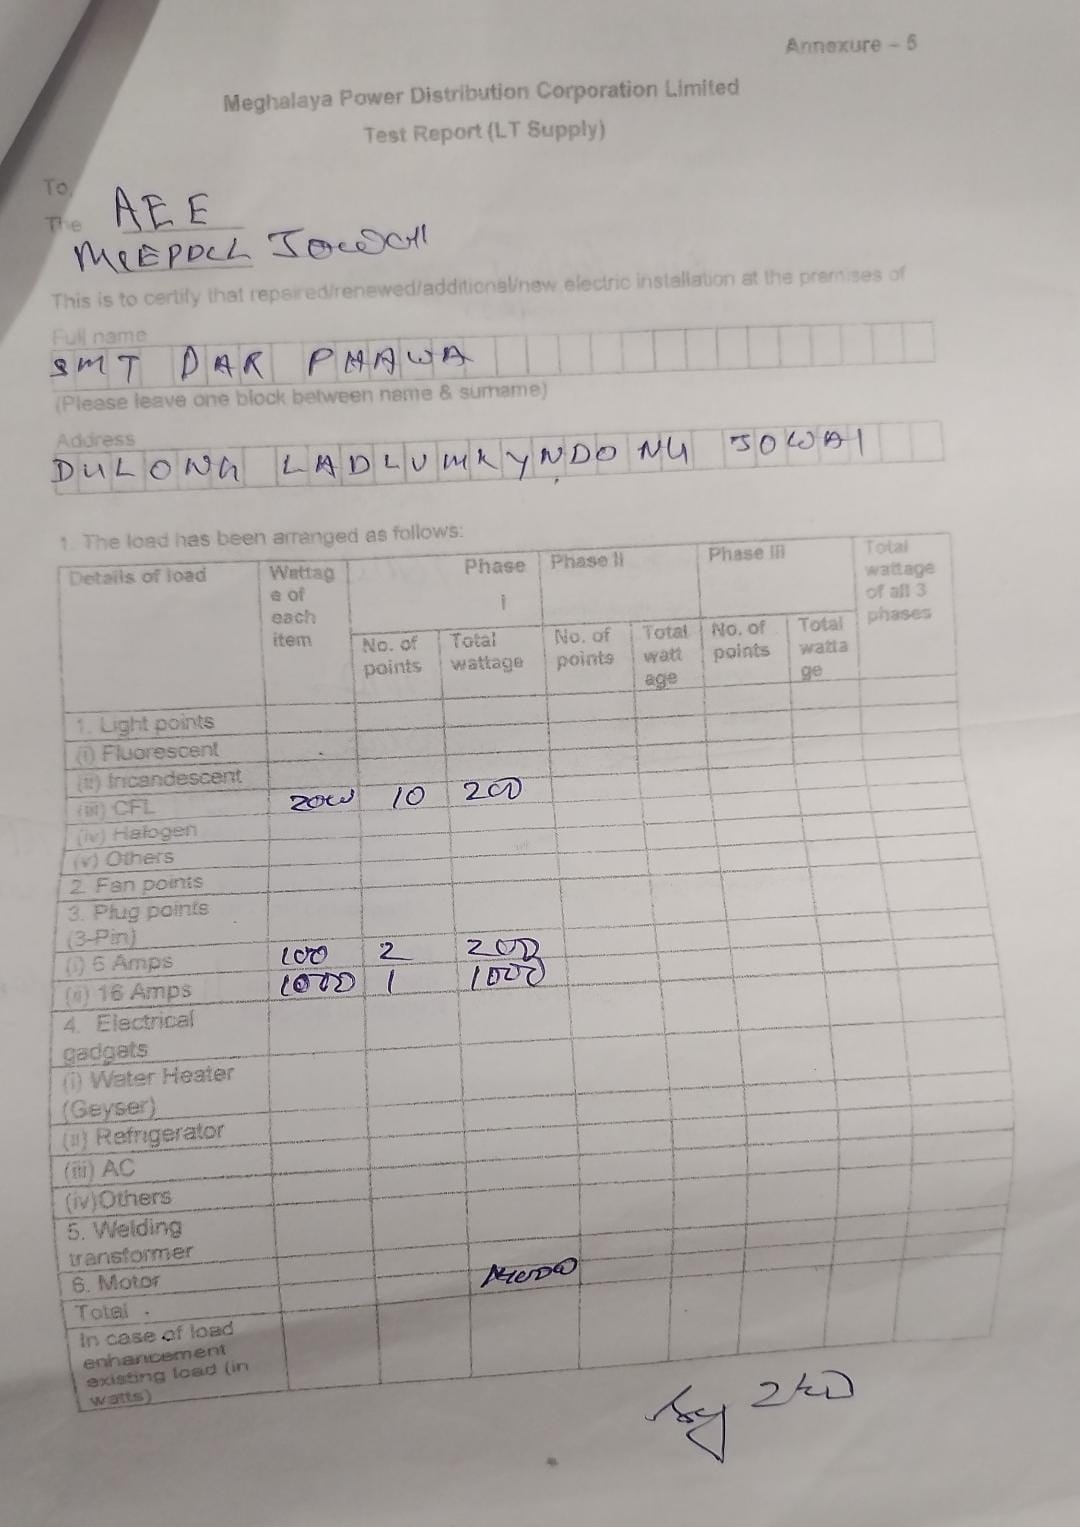 Annexure - 5
Meghalaya Power Distribution Corporation Limited
Test Report (LT Supply)
To,
The AEE
MePDCL Jowai
This is to certify that repaired/renewed/additional/new electric installation at the premises of
Full name
SMT DAR PHAWA
(Please leave one block between name & surname)
Address
DULONG LADLUMKYNDONG JOWAI
1. The load has been arranged as follows:
Details of load Wattag e of each item Phase I Phase II Phase III Total wattage of all 3 phases
No. of points Total wattage No. of points Total watt age No. of points Total watta ge
1. Light points
(i) Fluorescent
(ii) Incandescent
(iii) CFL 20W 10 200
(iv) Halogen
(v) Others
2. Fan points
3. Plug points
(3-Pin)
(i) 5 Amps 100 2 200
(ii) 16 Amps 1000 1 1000
4. Electrical
gadgets
(i) Water Heater
(Geyser)
(ii) Refrigerator
(iii) AC
(iv)Others
5. Welding
transformer
6. Motor
Total
In case of load
enhancement
existing load (in
watts)